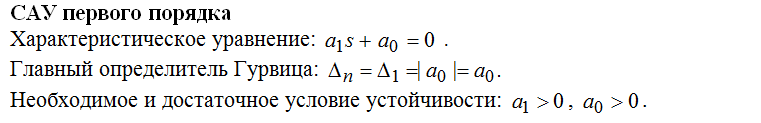 САУ первого порядка
Характеристическое уравнение: a₁s + a₀ = 0 .
Главный определитель Гурвица: Δₙ = Δ₁ =| a₀ |= a₀.
Необходимое и достаточное условие устойчивости: a₁ > 0 , a₀ > 0 .